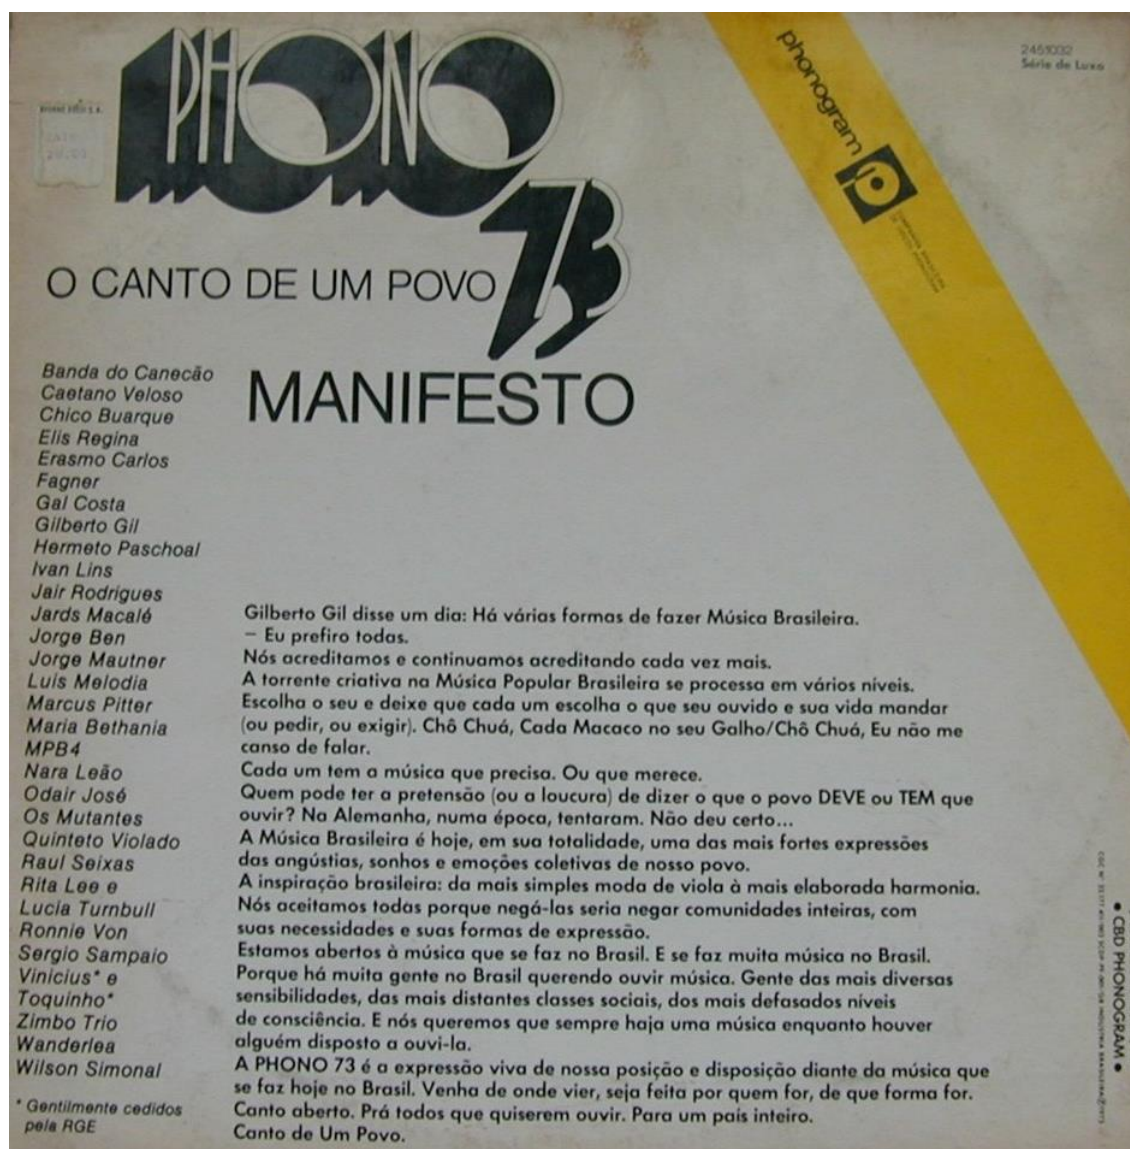 PHONO
73
O CANTO DE UM POVO
MANIFESTO
phonogram
2451032
Série de Luxo
Banda do Canecão
Caetano Veloso
Chico Buarque
Elis Regina
Erasmo Carlos
Fagner
Gal Costa
Gilberto Gil
Hermeto Paschoal
Ivan Lins
Jair Rodrigues
Jards Macalé
Jorge Ben
Jorge Mautner
Luis Melodia
Marcus Pitter
Maria Bethania
MPB4
Nara Leão
Odair José
Os Mutantes
Quinteto Violado
Raul Seixas
Rita Lee e
Lucia Turnbull
Ronnie Von
Sergio Sampaio
Vinicius* e
Toquinho*
Zimbo Trio
Wanderlea
Wilson Simonal
* Gentilmente cedidos
pela RGE
Gilberto Gil disse um dia: Há várias formas de fazer Música Brasileira.
– Eu prefiro todas.
Nós acreditamos e continuamos acreditando cada vez mais.
A torrente criativa na Música Popular Brasileira se processa em vários níveis.
Escolha o seu e deixe que cada um escolha o que seu ouvido e sua vida mandar
(ou pedir, ou exigir). Chô Chuá, Cada Macaco no seu Galho/Chô Chuá, Eu não me
canso de falar.
Cada um tem a música que precisa. Ou que merece.
Quem pode ter a pretensão (ou a loucura) de dizer o que o povo DEVE ou TEM que
ouvir? Na Alemanha, numa época, tentaram. Não deu certo...
A Música Brasileira é hoje, em sua totalidade, uma das mais fortes expressões
das angústias, sonhos e emoções coletivas de nosso povo.
A inspiração brasileira: da mais simples moda de viola à mais elaborada harmonia.
Nós aceitamos todas porque negá-las seria negar comunidades inteiras, com
suas necessidades e suas formas de expressão.
Estamos abertos à música que se faz no Brasil. E se faz muita música no Brasil.
Porque há muita gente no Brasil querendo ouvir música. Gente das mais diversas
sensibilidades, das mais distantes classes sociais, dos mais defasados níveis
de consciência. E nós queremos que sempre haja uma música enquanto houver
alguém disposto a ouvi-la.
A PHONO 73 é a expressão viva de nossa posição e disposição diante da música que
se faz hoje no Brasil. Venha de onde vier, seja feita por quem for, de que forma for.
Canto aberto. Prá todos que quiserem ouvir. Para um país inteiro.
Canto de Um Povo.
● CBD PHONOGRAM ●